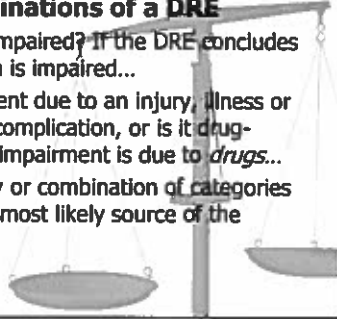 inations of a DRE
mpaired? If the DRE concludes
n is impaired...
ent due to an injury, illness or
complication, or is it drug-
impairment is due to drugs...
y or combination of categories
most likely source of the